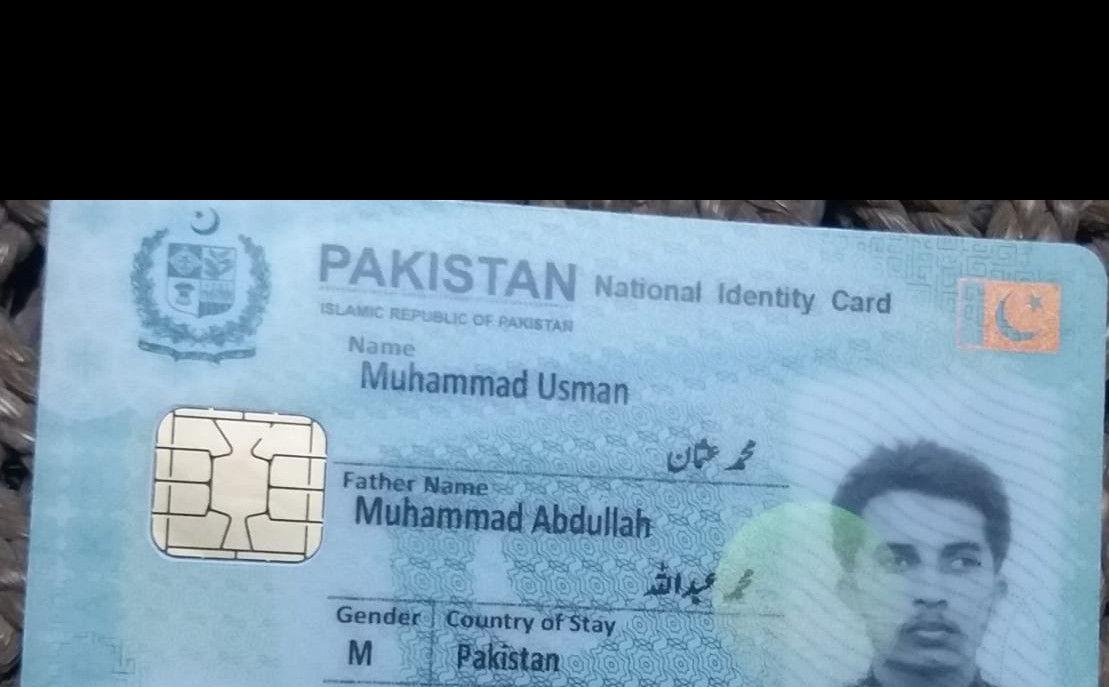 PAKISTAN National Identity Card
ISLAMIC REPUBLIC OF PAKISTAN
Name
Muhammad Usman
محمد عثمان
Father Name
Muhammad Abdullah
محمد عبداللہ
Gender Country of Stay
M Pakistan